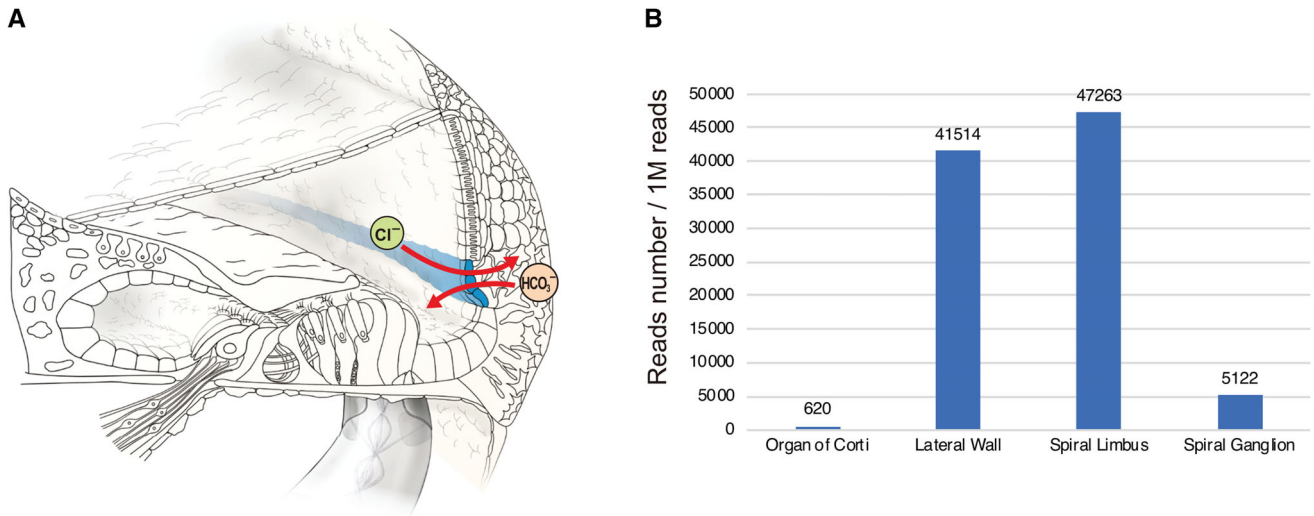 A
Cl⁻
HCO₃⁻
B
Reads number / 1M reads
50000
45000
40000
35000
30000
25000
20000
15000
10000
5000
0
620
41514
47263
5122
Organ of Corti
Lateral Wall
Spiral Limbus
Spiral Ganglion